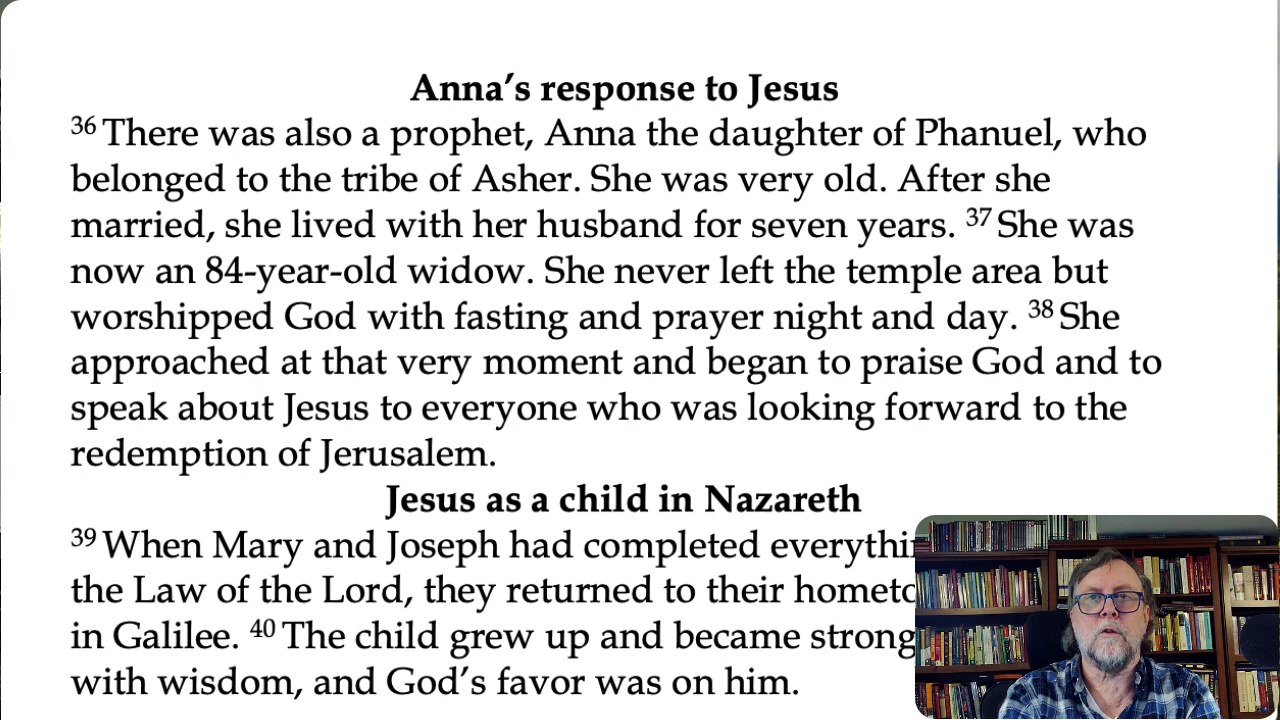 Anna’s response to Jesus
36 There was also a prophet, Anna the daughter of Phanuel, who
belonged to the tribe of Asher. She was very old. After she
married, she lived with her husband for seven years. 37 She was
now an 84-year-old widow. She never left the temple area but
worshipped God with fasting and prayer night and day. 38 She
approached at that very moment and began to praise God and to
speak about Jesus to everyone who was looking forward to the
redemption of Jerusalem.
Jesus as a child in Nazareth
39 When Mary and Joseph had completed
the Law of the Lord, they returned to their
in Galilee. 40 The child grew up and became strong
with wisdom, and God’s favor was on him.